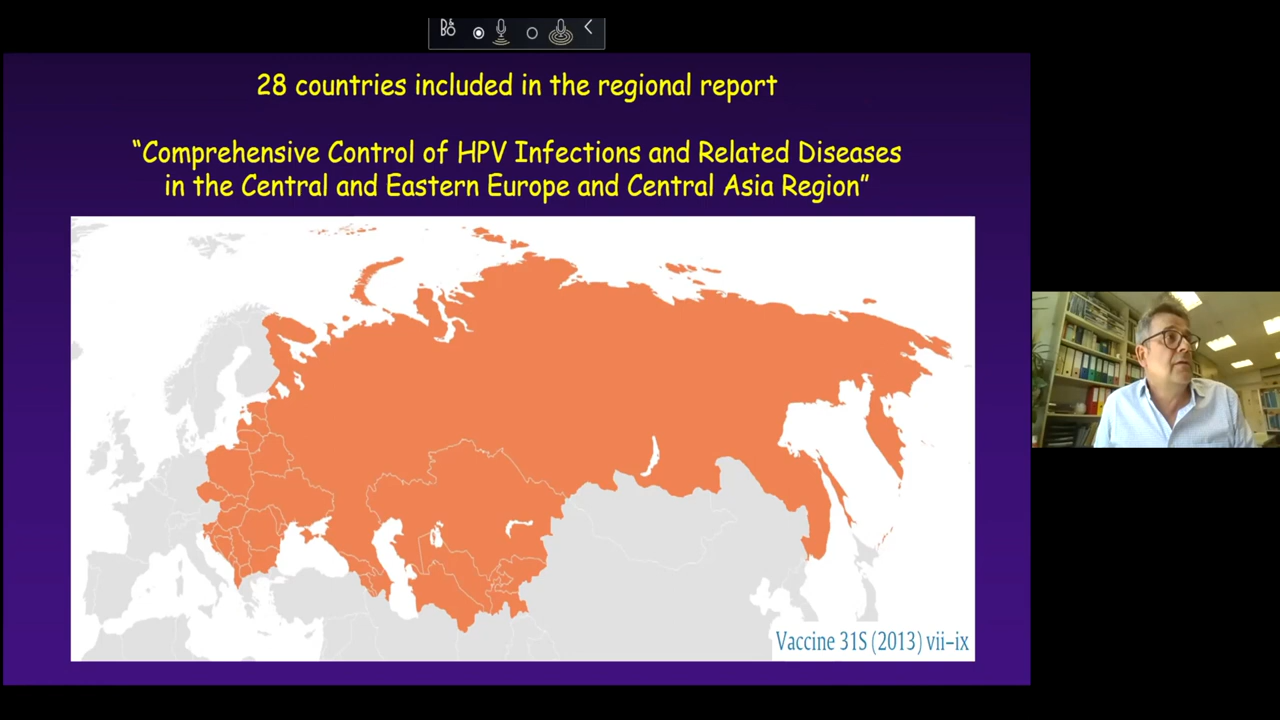 B&
BO
28 countries included in the regional report
“Comprehensive Control of HPV Infections and Related Diseases
in the Central and Eastern Europe and Central Asia Region”
Vaccine 31S (2013) vii–ix